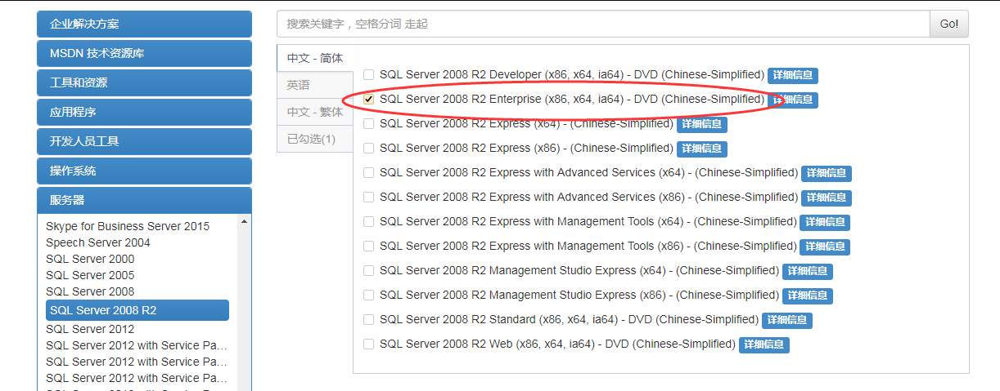 企业解决方案
MSDN 技术资源库
工具和资源
应用程序
开发人员工具
操作系统
服务器
Skype for Business Server 2015
Speech Server 2004
SQL Server 2000
SQL Server 2005
SQL Server 2008
SQL Server 2008 R2
SQL Server 2012
SQL Server 2012 with Service Pa...
SQL Server 2012 with Service Pa...
SQL Server 2012 with Service Pa...
搜索关键字，空格分词 走起
Go!
中文 - 简体
英语
中文 - 繁体
已勾选(1)
SQL Server 2008 R2 Developer (x86, x64, ia64) - DVD (Chinese-Simplified) 详细信息
SQL Server 2008 R2 Enterprise (x86, x64, ia64) - DVD (Chinese-Simplified) 详细信息
SQL Server 2008 R2 Express (x64) - (Chinese-Simplified) 详细信息
SQL Server 2008 R2 Express (x86) - (Chinese-Simplified) 详细信息
SQL Server 2008 R2 Express with Advanced Services (x64) - (Chinese-Simplified) 详细信息
SQL Server 2008 R2 Express with Advanced Services (x86) - (Chinese-Simplified) 详细信息
SQL Server 2008 R2 Express with Management Tools (x64) - (Chinese-Simplified) 详细信息
SQL Server 2008 R2 Express with Management Tools (x86) - (Chinese-Simplified) 详细信息
SQL Server 2008 R2 Management Studio Express (x64) - (Chinese-Simplified) 详细信息
SQL Server 2008 R2 Management Studio Express (x86) - (Chinese-Simplified) 详细信息
SQL Server 2008 R2 Standard (x86, x64, ia64) - DVD (Chinese-Simplified) 详细信息
SQL Server 2008 R2 Web (x86, x64, ia64) - DVD (Chinese-Simplified) 详细信息